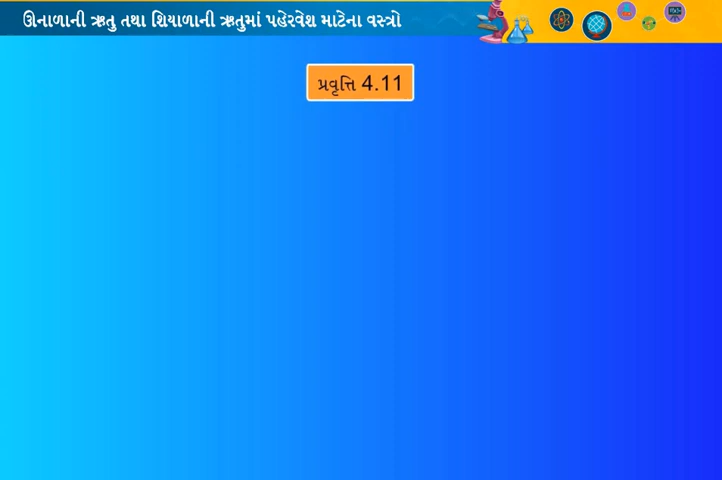 ઊનાળાની ઋતુ તથા શિયાળાની ઋતુમાં પહેરવેશ માટેના વસ્ત્રો
પ્રવૃત્તિ 4.11